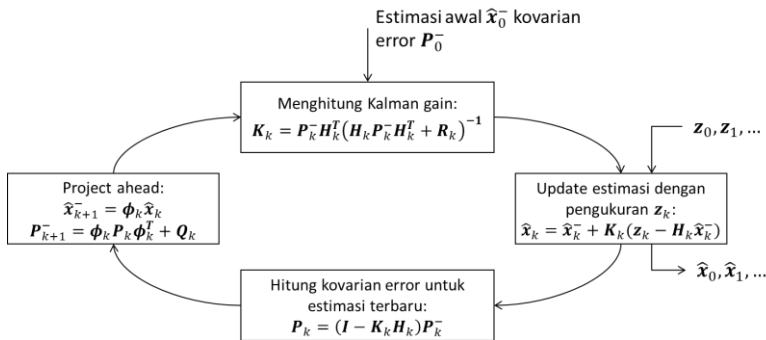 Estimasi awal x̂₀⁻ kovarian
error P₀⁻
Menghitung Kalman gain:
Kₖ = Pₖ⁻Hₖᵀ(HₖPₖ⁻Hₖᵀ + Rₖ)⁻¹
z₀, z₁, ...
Update estimasi dengan
pengukuran zₖ:
x̂ₖ = x̂ₖ⁻ + Kₖ(zₖ − Hₖx̂ₖ⁻)
x̂₀, x̂₁, ...
Hitung kovarian error untuk
estimasi terbaru:
Pₖ = (I − KₖHₖ)Pₖ⁻
Project ahead:
x̂ₖ₊₁⁻ = ϕₖx̂ₖ
Pₖ₊₁⁻ = ϕₖPₖϕₖᵀ + Qₖ